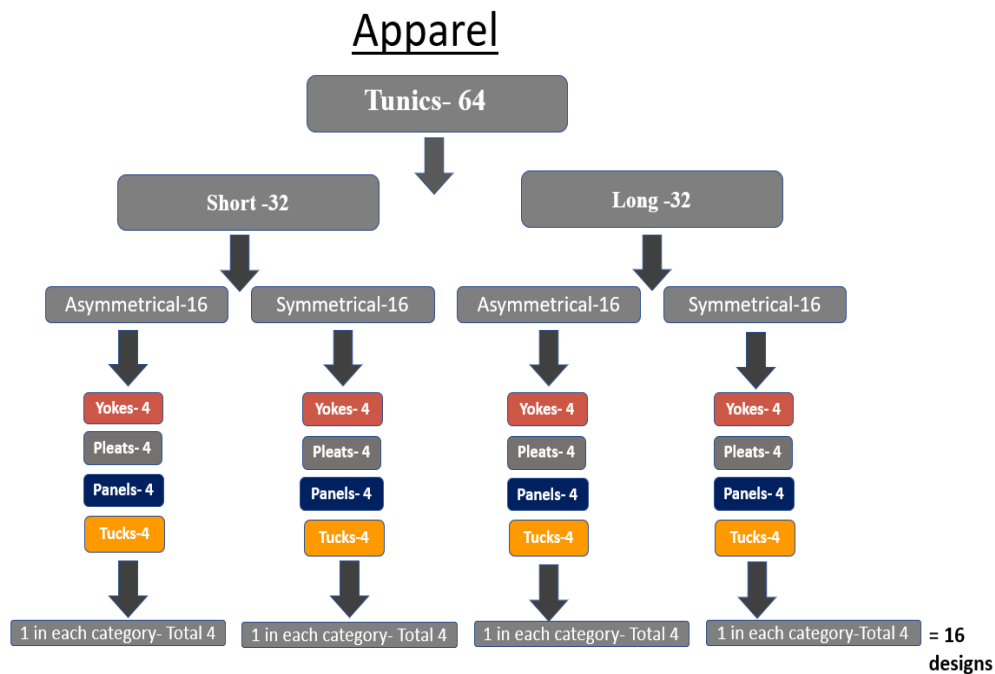 Apparel
Tunics- 64
Short -32
Long -32
Asymmetrical-16
Symmetrical-16
Asymmetrical-16
Symmetrical-16
Yokes- 4
Yokes- 4
Yokes- 4
Yokes- 4
Pleats- 4
Pleats- 4
Pleats- 4
Pleats- 4
Panels- 4
Panels- 4
Panels- 4
Panels- 4
Tucks-4
Tucks-4
Tucks-4
Tucks-4
1 in each category- Total 4
1 in each category-Total 4
1 in each category- Total 4
1 in each category-Total 4
= 16
designs